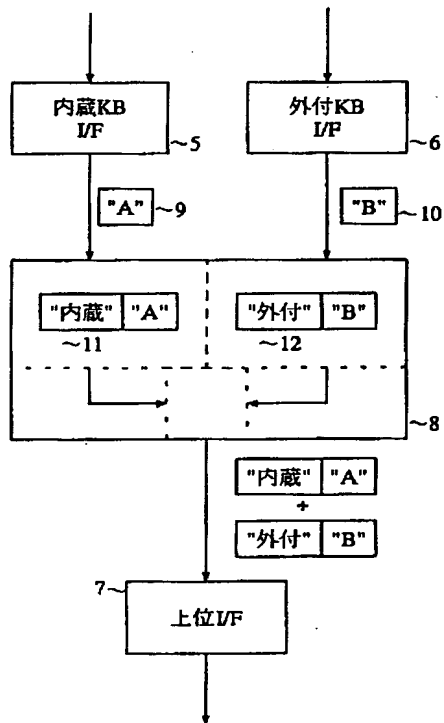 内蔵KB
I/F
~5
外付KB
I/F
~6
"A"
~9
"B"
~10
"内蔵" "A"
~11
"外付" "B"
~12
~8
"内蔵" "A"
+
"外付" "B"
7~
上位I/F